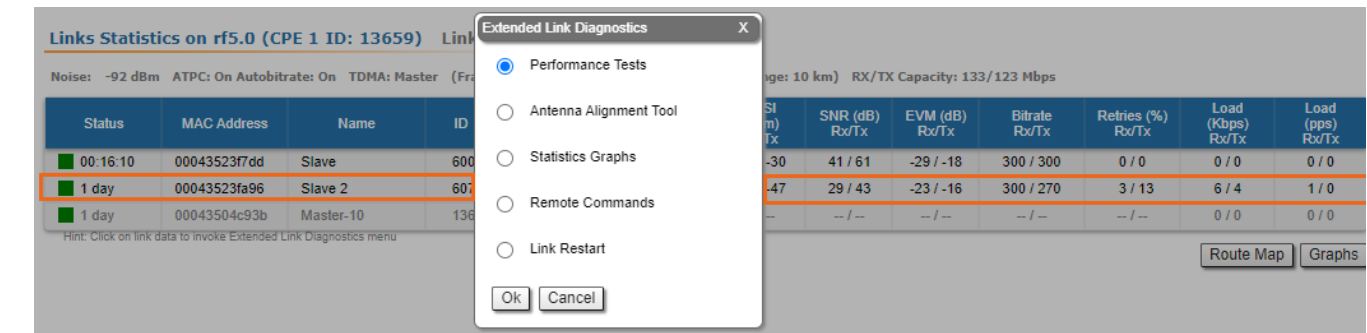 Links Statistics on rf5.0 (CPE 1 ID: 13659) Link
Noise: -92 dBm ATPC: On Autobitrate: On TDMA: Master (Fra
nge: 10 km) RX/TX Capacity: 133/123 Mbps
Extended Link Diagnostics X
Performance Tests
Antenna Alignment Tool
Statistics Graphs
Remote Commands
Link Restart
Ok Cancel
Status MAC Address Name ID SI SNR (dB) Rx/Tx EVM (dB) Rx/Tx Bitrate Rx/Tx Retries (%) Rx/Tx Load (Kbps) Rx/Tx Load (pps) Rx/Tx
00:16:10 00043523f7dd Slave 600 -30 41 / 61 -29 / -18 300 / 300 0 / 0 0 / 0 0 / 0
1 day 00043523fa96 Slave 2 607 -47 29 / 43 -23 / -16 300 / 270 3 / 13 6 / 4 1 / 0
1 day 00043504c93b Master-10 136 -- -- / -- -- / -- -- / -- -- / -- 0 / 0 0 / 0
Hint: Click on link data to invoke Extended Link Diagnostics menu
Route Map Graphs